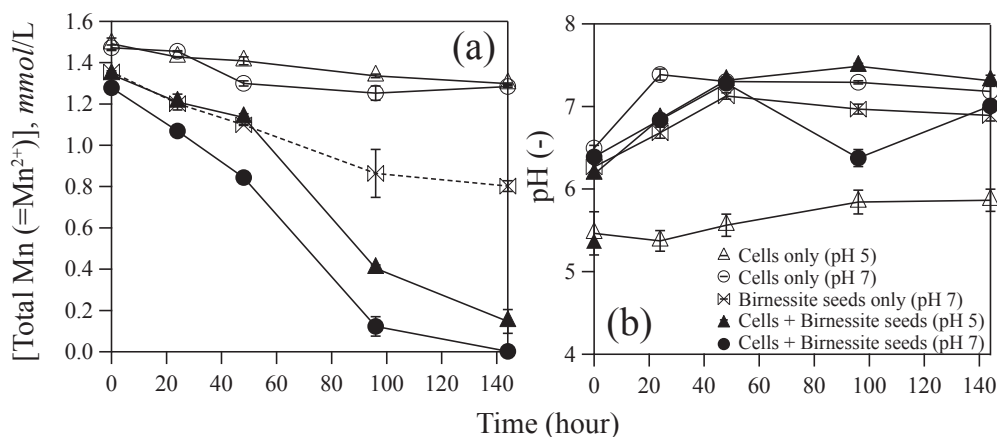 [Total Mn (=Mn²⁺)], mmol/L
1.6
1.4
1.2
1.0
0.8
0.6
0.4
0.2
0.0
(a)
0 20 40 60 80 100 120 140
pH (-)
8
7
6
5
4
Cells only (pH 5)
Cells only (pH 7)
Birnessite seeds only (pH 7)
Cells + Birnessite seeds (pH 5)
Cells + Birnessite seeds (pH 7)
(b)
0 20 40 60 80 100 120 140
Time (hour)